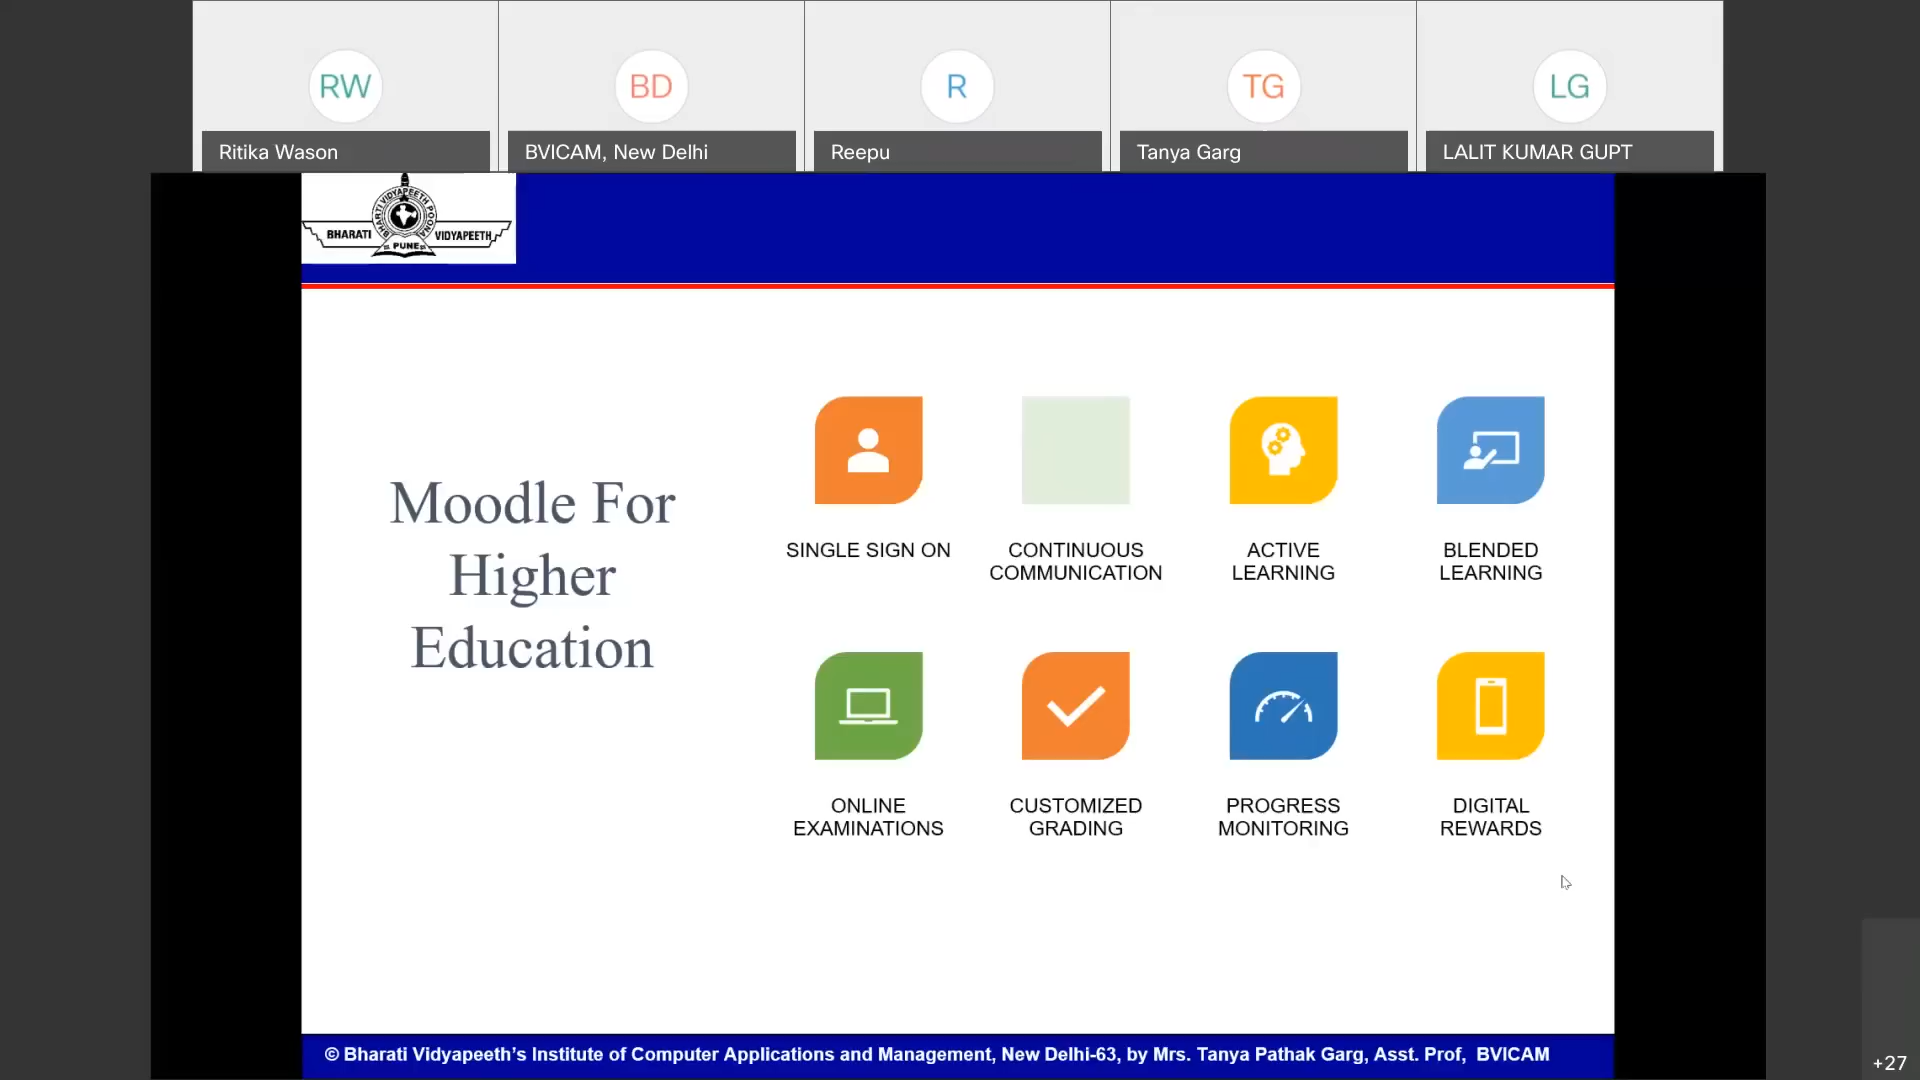 RW
BD
R
TG
LG
Ritika Wason
BVICAM, New Delhi
Reepu
Tanya Garg
LALIT KUMAR GUPT
BHARATI VIDYAPEETH POONA
BHARATI
VIDYAPEETH
PUNE
Moodle For
Higher
Education
SINGLE SIGN ON
CONTINUOUS
COMMUNICATION
ACTIVE
LEARNING
BLENDED
LEARNING
ONLINE
EXAMINATIONS
CUSTOMIZED
GRADING
PROGRESS
MONITORING
DIGITAL
REWARDS
© Bharati Vidyapeeth’s Institute of Computer Applications and Management, New Delhi-63, by Mrs. Tanya Pathak Garg, Asst. Prof, BVICAM
+27